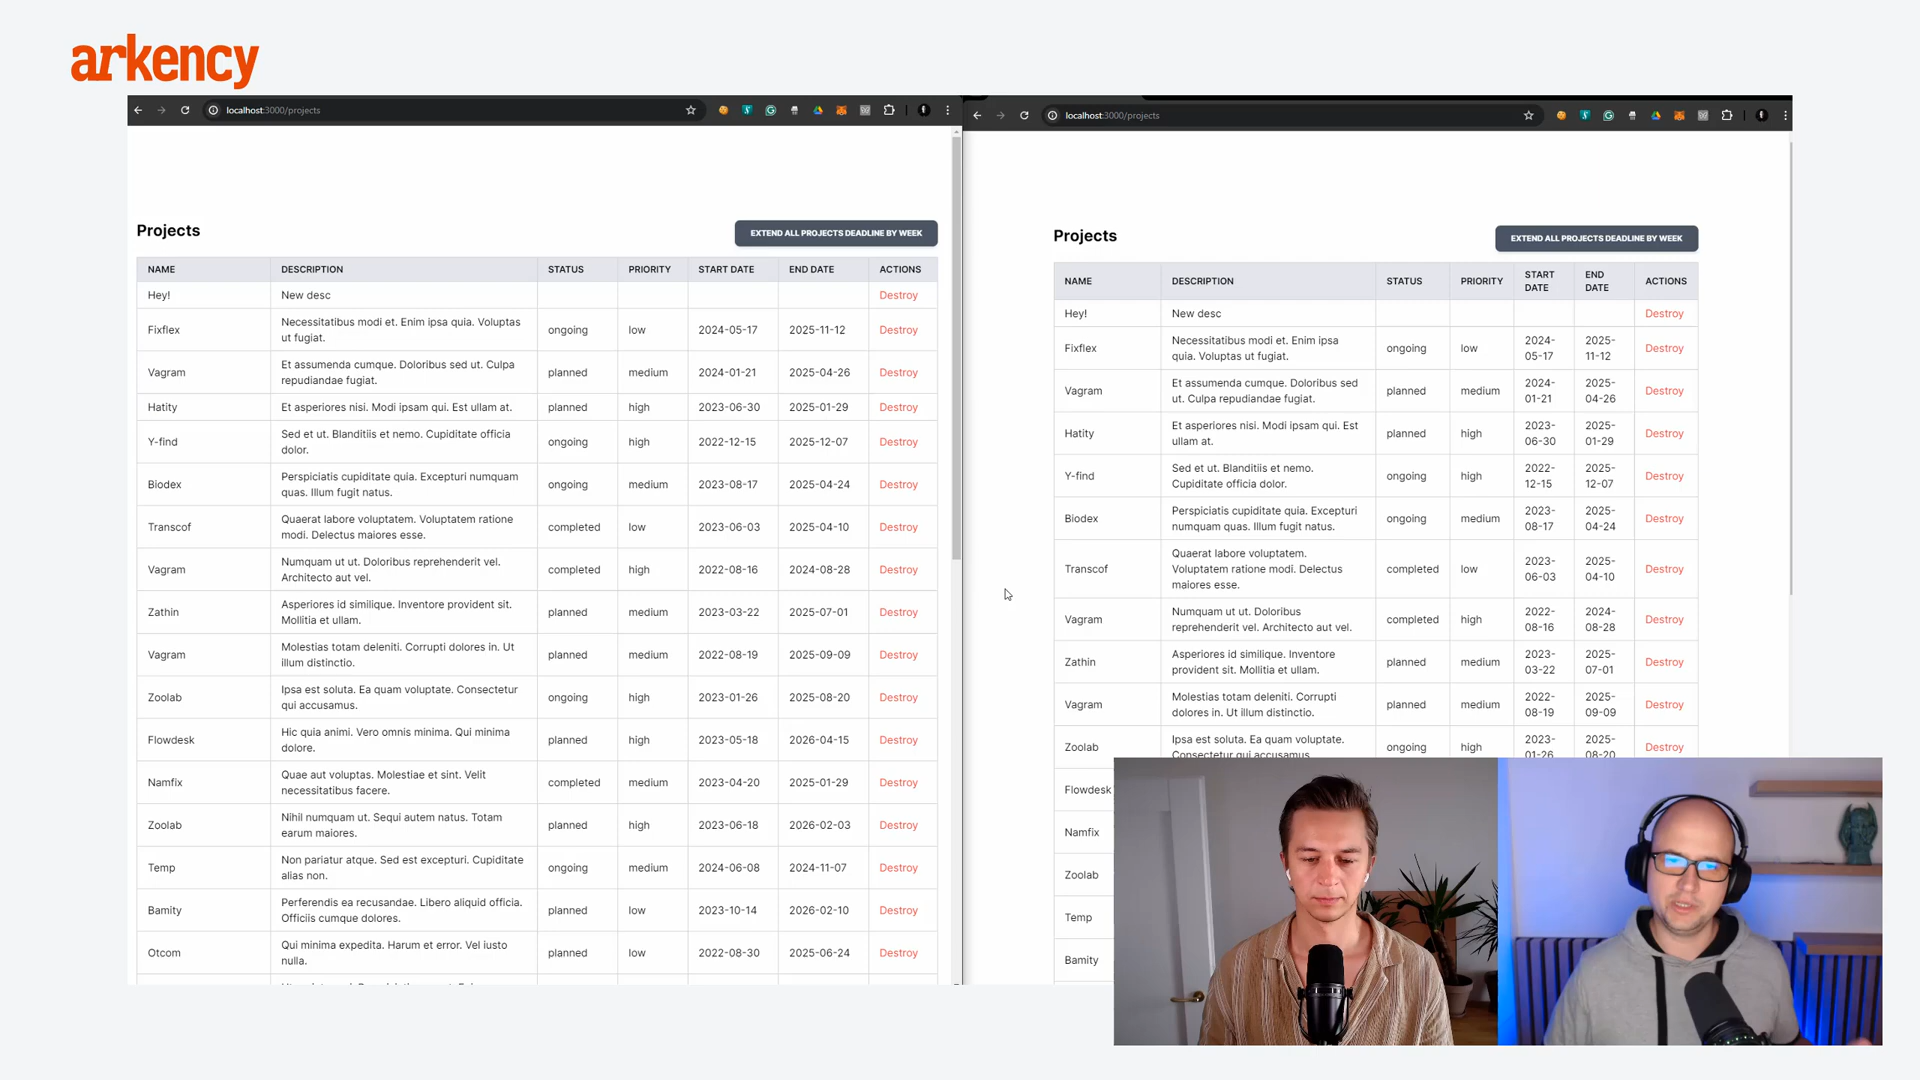 arkency
localhost:3000/projects
Projects
EXTEND ALL PROJECTS DEADLINE BY WEEK
NAME DESCRIPTION STATUS PRIORITY START DATE END DATE ACTIONS
Hey! New desc Destroy
Fixflex Necessitatibus modi et. Enim ipsa quia. Voluptas ongoing low 2024-05-17 2025-11-12 Destroy
ut fugiat.
Vagram Et assumenda cumque. Doloribus sed ut. Culpa planned medium 2024-01-21 2025-04-26 Destroy
repudiandae fugiat.
Hatity Et asperiores nisi. Modi ipsam qui. Est ullam at. planned high 2023-06-30 2025-01-29 Destroy
Y-find Sed et ut. Blanditiis et nemo. Cupiditate officia ongoing high 2022-12-15 2025-12-07 Destroy
dolor.
Biodex Perspiciatis cupiditate quia. Excepturi numquam ongoing medium 2023-08-17 2025-04-24 Destroy
quas. Illum fugit natus.
Transcof Quaerat labore voluptatem. Voluptatem ratione completed low 2023-06-03 2025-04-10 Destroy
modi. Delectus maiores esse.
Vagram Numquam ut ut. Doloribus reprehenderit vel. completed high 2022-08-16 2024-08-28 Destroy
Architecto aut vel.
Zathin Asperiores id similique. Inventore provident sit. planned medium 2023-03-22 2025-07-01 Destroy
Mollitia et ullam.
Vagram Molestias totam deleniti. Corrupti dolores in. Ut planned medium 2022-08-19 2025-09-09 Destroy
illum distinctio.
Zoolab Ipsa est soluta. Ea quam voluptate. Consectetur ongoing high 2023-01-26 2025-08-20 Destroy
qui accusamus.
Flowdesk Hic quia animi. Vero omnis minima. Qui minima planned high 2023-05-18 2026-04-15 Destroy
dolore.
Namfix Quae aut voluptas. Molestiae et sint. Velit completed medium 2023-04-20 2025-01-29 Destroy
necessitatibus facere.
Zoolab Nihil numquam ut. Sequi autem natus. Totam planned high 2023-06-18 2026-02-03 Destroy
earum maiores.
Temp Non pariatur atque. Sed est excepturi. Cupiditate ongoing medium 2024-06-08 2024-11-07 Destroy
alias non.
Bamity Perferendis ea recusandae. Libero aliquid officia. planned low 2023-10-14 2026-02-10 Destroy
Officiis cumque dolores.
Otcom Qui minima expedita. Harum et error. Vel iusto planned low 2022-08-30 2025-06-24 Destroy
nulla.
localhost:3000/projects
Projects
EXTEND ALL PROJECTS DEADLINE BY WEEK
NAME DESCRIPTION STATUS PRIORITY START END ACTIONS
DATE DATE
Hey! New desc Destroy
Fixflex Necessitatibus modi et. Enim ipsa ongoing low 2024- 2025- Destroy
quia. Voluptas ut fugiat. 05-17 11-12
Vagram Et assumenda cumque. Doloribus sed planned medium 2024- 2025- Destroy
ut. Culpa repudiandae fugiat. 01-21 04-26
Hatity Et asperiores nisi. Modi ipsam qui. Est planned high 2023- 2025- Destroy
ullam at. 06-30 01-29
Y-find Sed et ut. Blanditiis et nemo. ongoing high 2022- 2025- Destroy
Cupiditate officia dolor. 12-15 12-07
Biodex Perspiciatis cupiditate quia. Excepturi ongoing medium 2023- 2025- Destroy
numquam quas. Illum fugit natus. 08-17 04-24
Transcof Quaerat labore voluptatem. completed low 2023- 2025- Destroy
Voluptatem ratione modi. Delectus 06-03 04-10
maiores esse.
Vagram Numquam ut ut. Doloribus completed high 2022- 2024- Destroy
reprehenderit vel. Architecto aut vel. 08-16 08-28
Zathin Asperiores id similique. Inventore planned medium 2023- 2025- Destroy
provident sit. Mollitia et ullam. 03-22 07-01
Vagram Molestias totam deleniti. Corrupti planned medium 2022- 2025- Destroy
dolores in. Ut illum distinctio. 08-19 09-09
Zoolab Ipsa est soluta. Ea quam voluptate. ongoing high 2023- 2025- Destroy
Consectetur qui accusamus. 01-26 08-20
Flowdesk
Namfix
Zoolab
Temp
Bamity